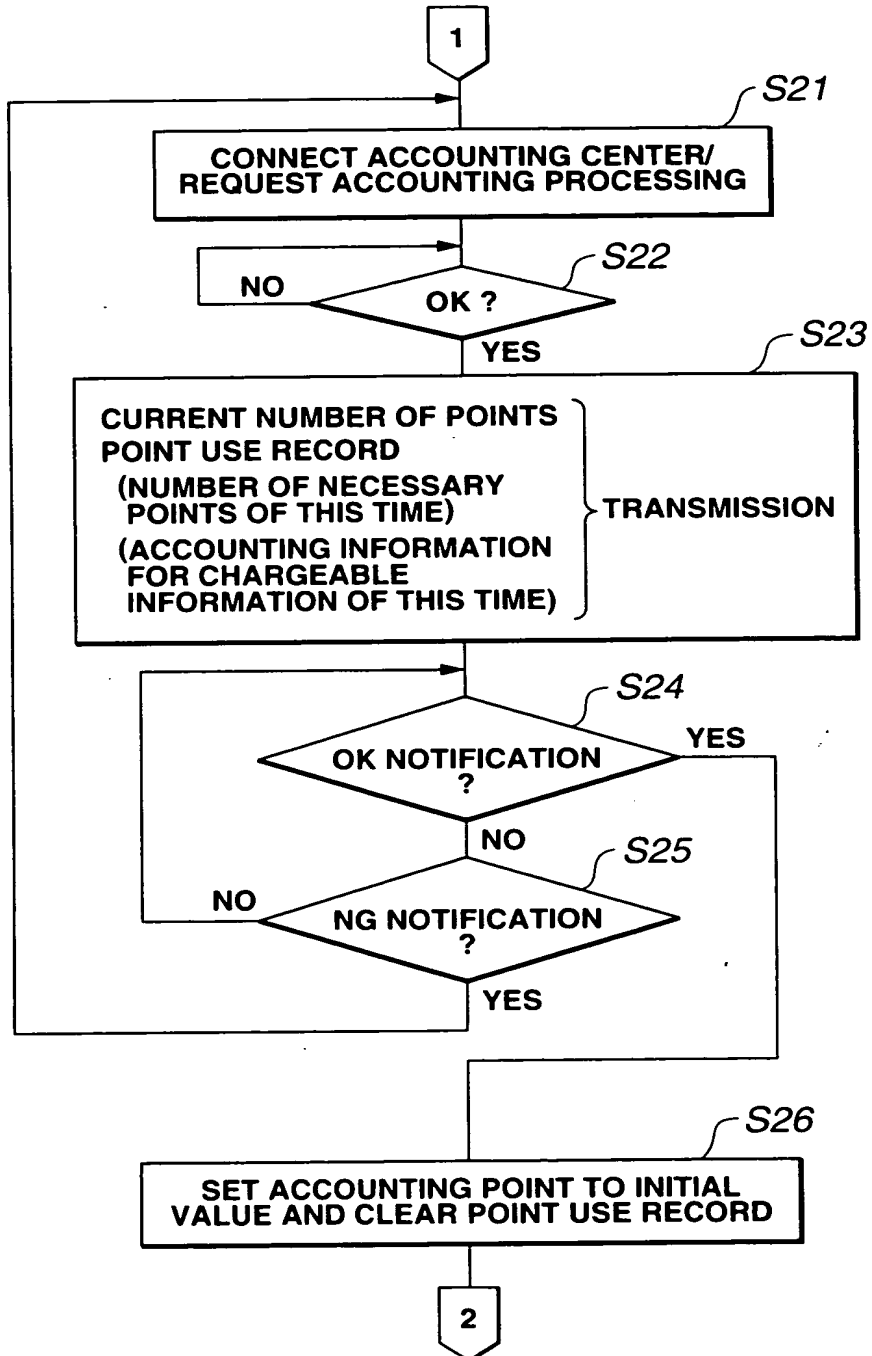 1
S21
CONNECT ACCOUNTING CENTER/
REQUEST ACCOUNTING PROCESSING
S22
NO
OK ?
YES
S23
CURRENT NUMBER OF POINTS
POINT USE RECORD
(NUMBER OF NECESSARY
POINTS OF THIS TIME)
(ACCOUNTING INFORMATION
FOR CHARGEABLE
INFORMATION OF THIS TIME)
TRANSMISSION
S24
YES
OK NOTIFICATION
?
NO
S25
NO
NG NOTIFICATION
?
YES
S26
SET ACCOUNTING POINT TO INITIAL
VALUE AND CLEAR POINT USE RECORD
2